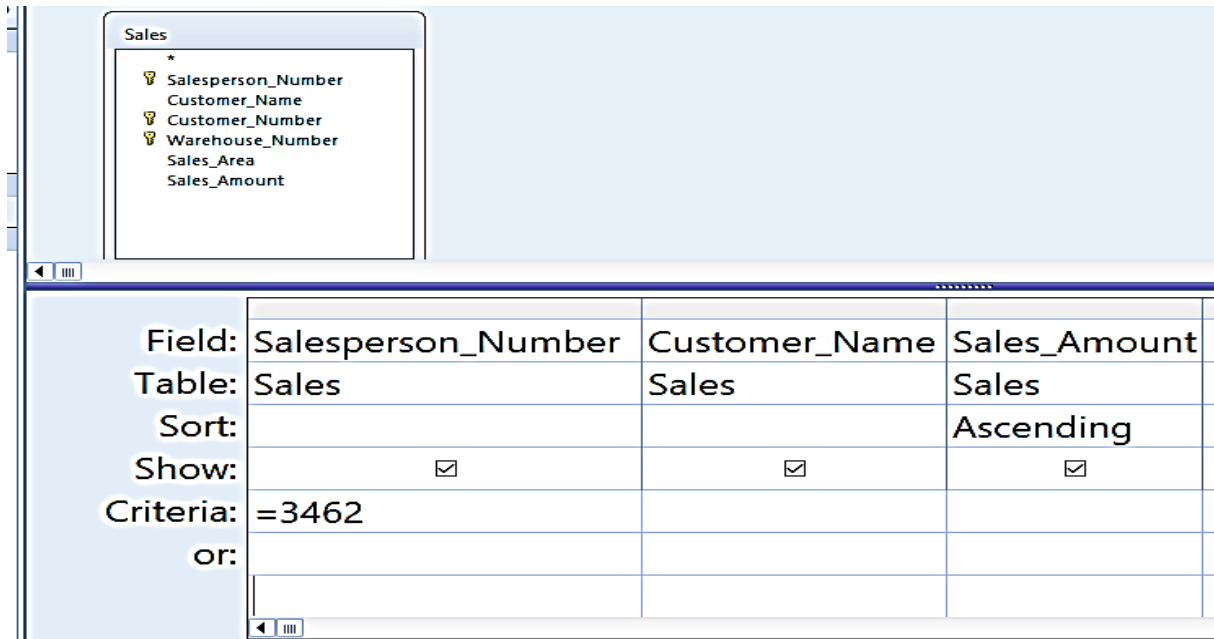 Sales
*
Salesperson_Number
Customer_Name
Customer_Number
Warehouse_Number
Sales_Area
Sales_Amount
Field: Salesperson_Number Customer_Name Sales_Amount
Table: Sales Sales Sales
Sort: Ascending
Show:
Criteria: =3462
or: